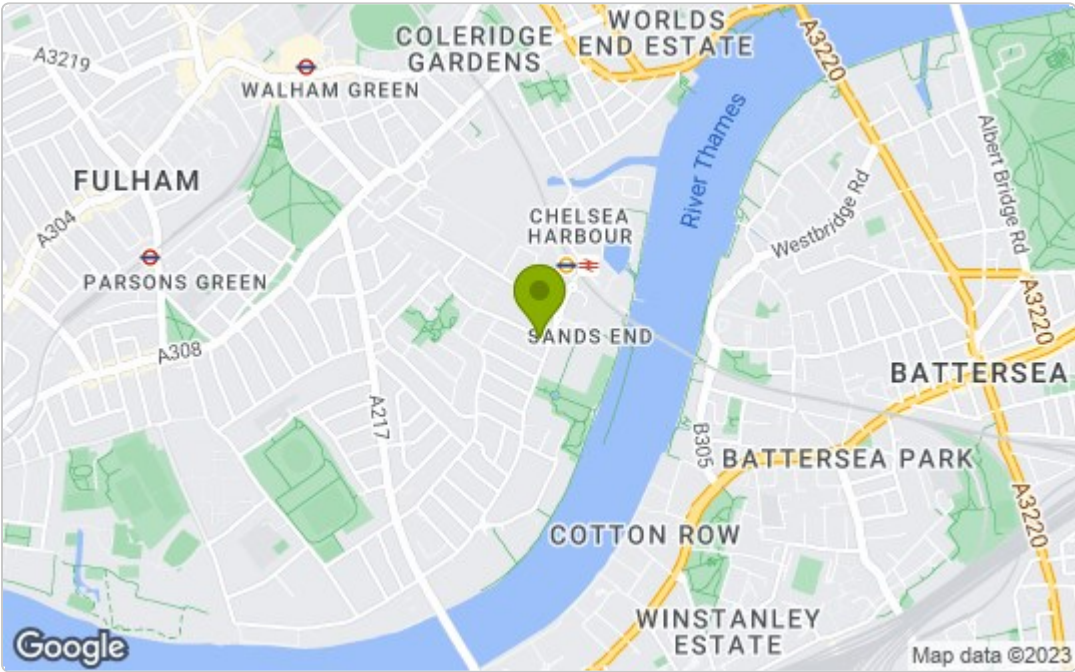 WORLDS
END ESTATE
COLERIDGE
GARDENS
A3219
A3220
WALHAM GREEN
River Thames
Albert Bridge Rd
FULHAM
A304
Westbridge Rd
CHELSEA
HARBOUR
PARSONS GREEN
A3220
A3220
SANDS END
A308
BATTERSEA
A217
B305
BATTERSEA PARK
A3220
COTTON ROW
WINSTANLEY
ESTATE
Google
Map data ©2023